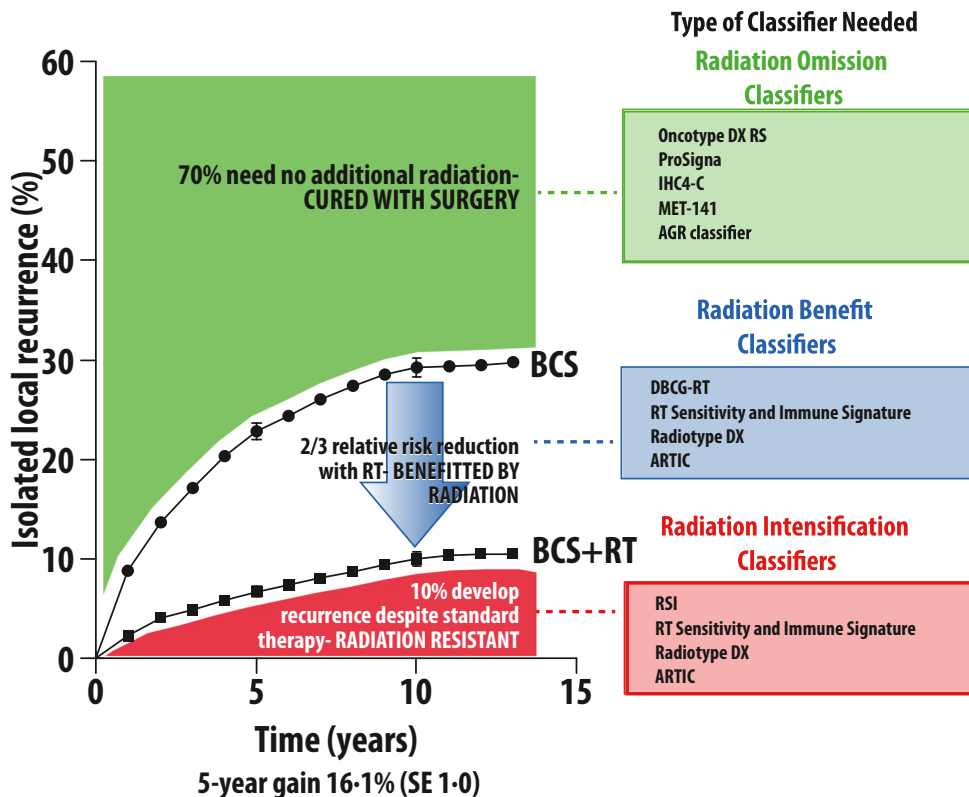 Type of Classifier Needed
Radiation Omission
Classifiers
Oncotype DX RS
ProSigna
IHC4-C
MET-141
AGR classifier
Radiation Benefit
Classifiers
DBCG-RT
RT Sensitivity and Immune Signature
Radiotype DX
ARTIC
Radiation Intensification
Classifiers
RSI
RT Sensitivity and Immune Signature
Radiotype DX
ARTIC
Isolated local recurrence (%)
60
50
40
30
20
10
0
70% need no additional radiation-
CURED WITH SURGERY
BCS
2/3 relative risk reduction
with RT- BENEFITTED BY
RADIATION
BCS+RT
10% develop
recurrence despite standard
therapy- RADIATION RESISTANT
0
5
10
15
Time (years)
5-year gain 16·1% (SE 1·0)